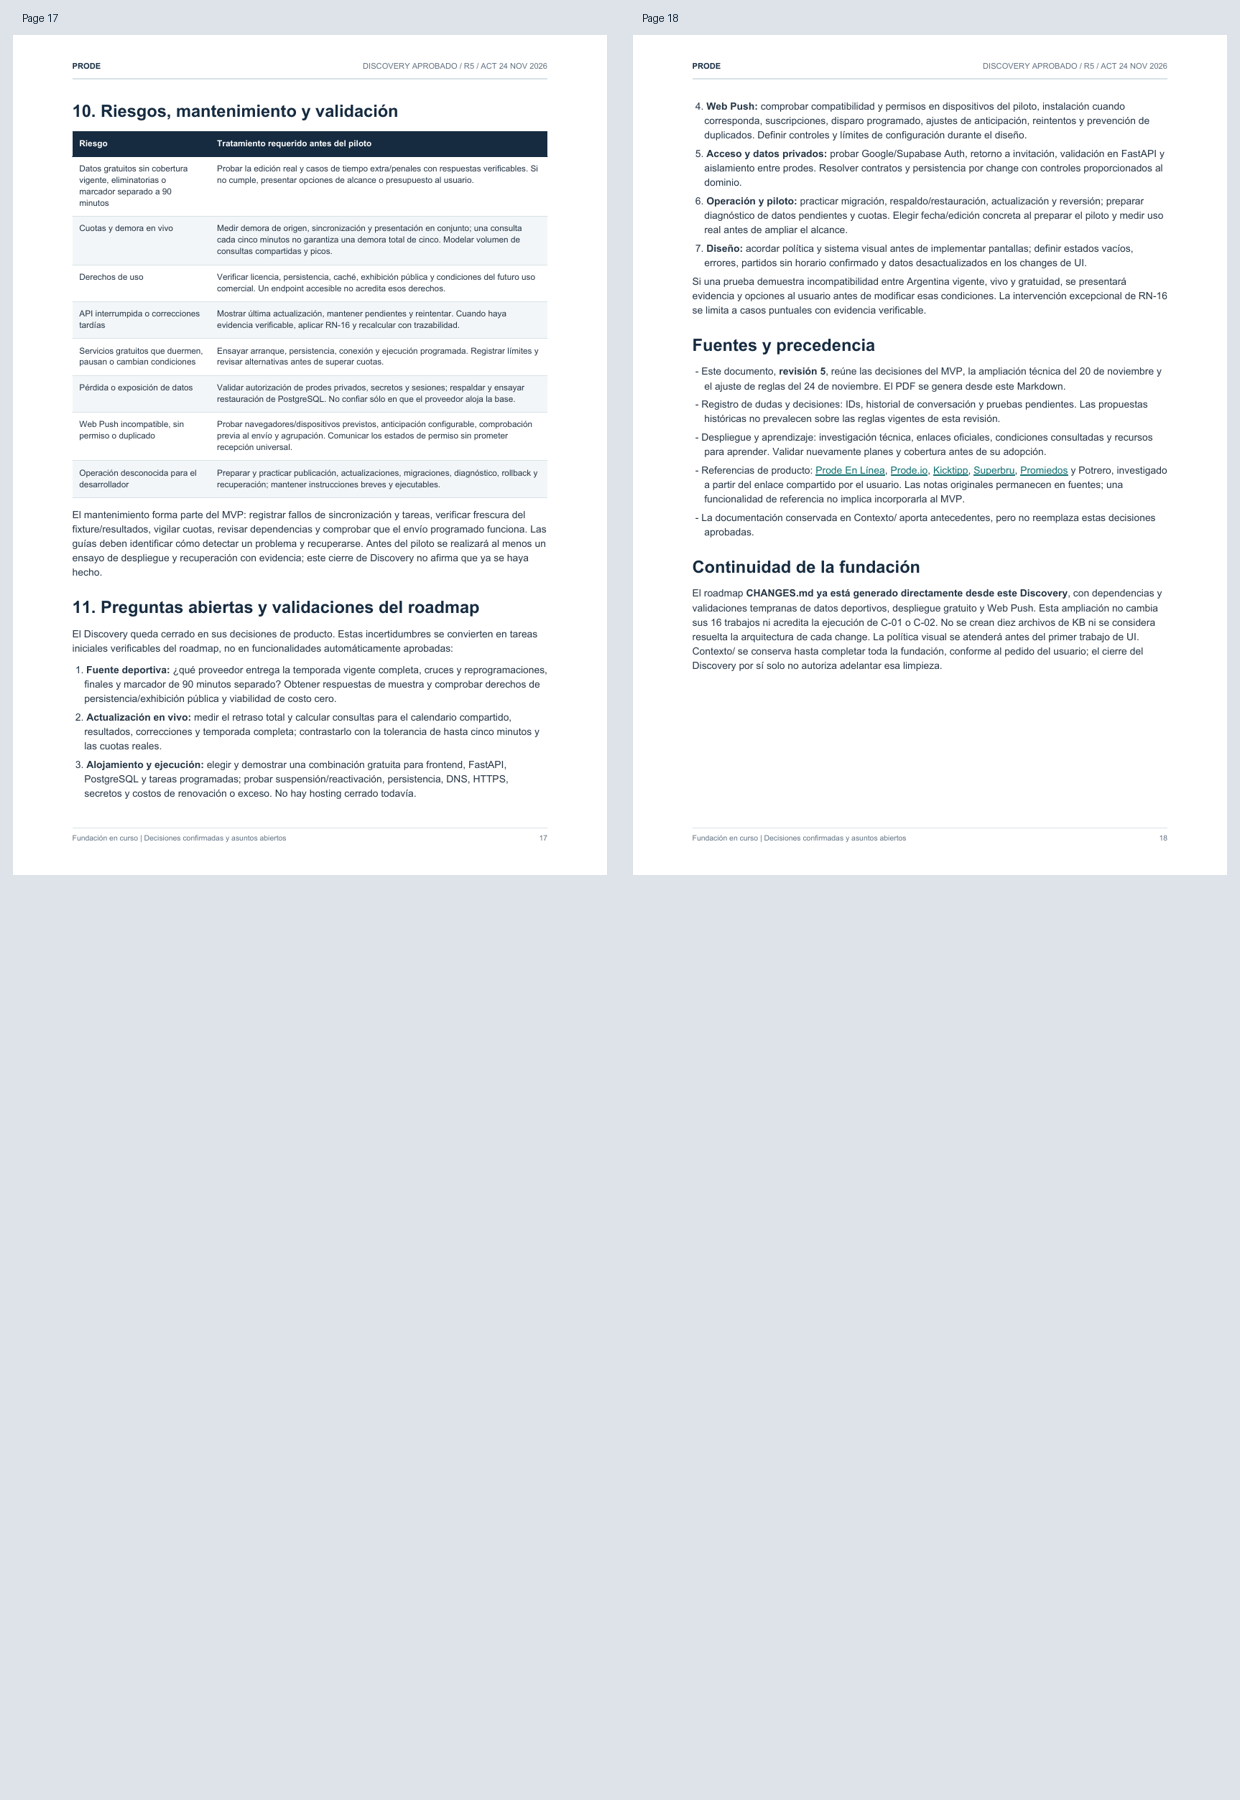 Page 17
PRODE
DISCOVERY APROBADO / R5 / ACT 24 NOV 2026
10. Riesgos, mantenimiento y validación
Riesgo
Tratamiento requerido antes del piloto
Datos gratuitos sin cobertura
vigente, eliminatorias o
marcador separado a 90
minutos
Probar la edición real y casos de tiempo extra/penales con respuestas verificables. Si
no cumple, presentar opciones de alcance o presupuesto al usuario.
Cuotas y demora en vivo
Medir demora de origen, sincronización y presentación en conjunto; una consulta
cada cinco minutos no garantiza una demora total de cinco. Modelar volumen de
consultas compartidas y picos.
Derechos de uso
Verificar licencia, persistencia, caché, exhibición pública y condiciones del futuro uso
comercial. Un endpoint accesible no acredita esos derechos.
API interrumpida o correcciones
tardías
Mostrar última actualización, mantener pendientes y reintentar. Cuando haya
evidencia verificable, aplicar RN-16 y recalcular con trazabilidad.
Servicios gratuitos que duermen,
pausan o cambian condiciones
Ensayar arranque, persistencia, conexión y ejecución programada. Registrar límites y
revisar alternativas antes de superar cuotas.
Pérdida o exposición de datos
Validar autorización de prodes privados, secretos y sesiones; respaldar y ensayar
restauración de PostgreSQL. No confiar sólo en que el proveedor aloja la base.
Web Push incompatible, sin
permiso o duplicado
Probar navegadores/dispositivos previstos, anticipación configurable, comprobación
previa al envío y agrupación. Comunicar los estados de permiso sin prometer
recepción universal.
Operación desconocida para el
desarrollador
Preparar y practicar publicación, actualizaciones, migraciones, diagnóstico, rollback y
recuperación; mantener instrucciones breves y ejecutables.
El mantenimiento forma parte del MVP: registrar fallos de sincronización y tareas, verificar frescura del
fixture/resultados, vigilar cuotas, revisar dependencias y comprobar que el envío programado funciona. Las
guías deben identificar cómo detectar un problema y recuperarse. Antes del piloto se realizará al menos un
ensayo de despliegue y recuperación con evidencia; este cierre de Discovery no afirma que ya se haya
hecho.
11. Preguntas abiertas y validaciones del roadmap
El Discovery queda cerrado en sus decisiones de producto. Estas incertidumbres se convierten en tareas
iniciales verificables del roadmap, no en funcionalidades automáticamente aprobadas:
1. Fuente deportiva: ¿qué proveedor entrega la temporada vigente completa, cruces y reprogramaciones,
finales y marcador de 90 minutos separado? Obtener respuestas de muestra y comprobar derechos de
persistencia/exhibición pública y viabilidad de costo cero.
2. Actualización en vivo: medir el retraso total y calcular consultas para el calendario compartido,
resultados, correcciones y temporada completa; contrastarlo con la tolerancia de hasta cinco minutos y
las cuotas reales.
3. Alojamiento y ejecución: elegir y demostrar una combinación gratuita para frontend, FastAPI,
PostgreSQL y tareas programadas; probar suspensión/reactivación, persistencia, DNS, HTTPS,
secretos y costos de renovación o exceso. No hay hosting cerrado todavía.
Fundación en curso | Decisiones confirmadas y asuntos abiertos
17
Page 18
PRODE
DISCOVERY APROBADO / R5 / ACT 24 NOV 2026
4. Web Push: comprobar compatibilidad y permisos en dispositivos del piloto, instalación cuando
corresponda, suscripciones, disparo programado, ajustes de anticipación, reintentos y prevención de
duplicados. Definir controles y límites de configuración durante el diseño.
5. Acceso y datos privados: probar Google/Supabase Auth, retorno a invitación, validación en FastAPI y
aislamiento entre prodes. Resolver contratos y persistencia por change con controles proporcionados al
dominio.
6. Operación y piloto: practicar migración, respaldo/restauración, actualización y reversión; preparar
diagnóstico de datos pendientes y cuotas. Elegir fecha/edición concreta al preparar el piloto y medir uso
real antes de ampliar el alcance.
7. Diseño: acordar política y sistema visual antes de implementar pantallas; definir estados vacíos,
errores, partidos sin horario confirmado y datos desactualizados en los changes de UI.
Si una prueba demuestra incompatibilidad entre Argentina vigente, vivo y gratuidad, se presentará
evidencia y opciones al usuario antes de modificar esas condiciones. La intervención excepcional de RN-16
se limita a casos puntuales con evidencia verificable.
Fuentes y precedencia
- Este documento, revisión 5, reúne las decisiones del MVP, la ampliación técnica del 20 de noviembre y
el ajuste de reglas del 24 de noviembre. El PDF se genera desde este Markdown.
- Registro de dudas y decisiones: IDs, historial de conversación y pruebas pendientes. Las propuestas
históricas no prevalecen sobre las reglas vigentes de esta revisión.
- Despliegue y aprendizaje: investigación técnica, enlaces oficiales, condiciones consultadas y recursos
para aprender. Validar nuevamente planes y cobertura antes de su adopción.
- Referencias de producto: Prode En Línea, Prode.io, Kicktipp, Superbru, Promiedos y Potrero, investigado
a partir del enlace compartido por el usuario. Las notas originales permanecen en fuentes; una
funcionalidad de referencia no implica incorporarla al MVP.
- La documentación conservada en Contexto/ aporta antecedentes, pero no reemplaza estas decisiones
aprobadas.
Continuidad de la fundación
El roadmap CHANGES.md ya está generado directamente desde este Discovery, con dependencias y
validaciones tempranas de datos deportivos, despliegue gratuito y Web Push. Esta ampliación no cambia
sus 16 trabajos ni acredita la ejecución de C-01 o C-02. No se crean diez archivos de KB ni se considera
resuelta la arquitectura de cada change. La política visual se atenderá antes del primer trabajo de UI.
Contexto/ se conserva hasta completar toda la fundación, conforme al pedido del usuario; el cierre del
Discovery por sí solo no autoriza adelantar esa limpieza.
Fundación en curso | Decisiones confirmadas y asuntos abiertos
18